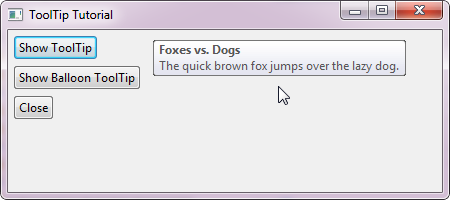 ToolTip Tutorial
Show ToolTip
Foxes vs. Dogs
The quick brown fox jumps over the lazy dog.
Show Balloon ToolTip
Close